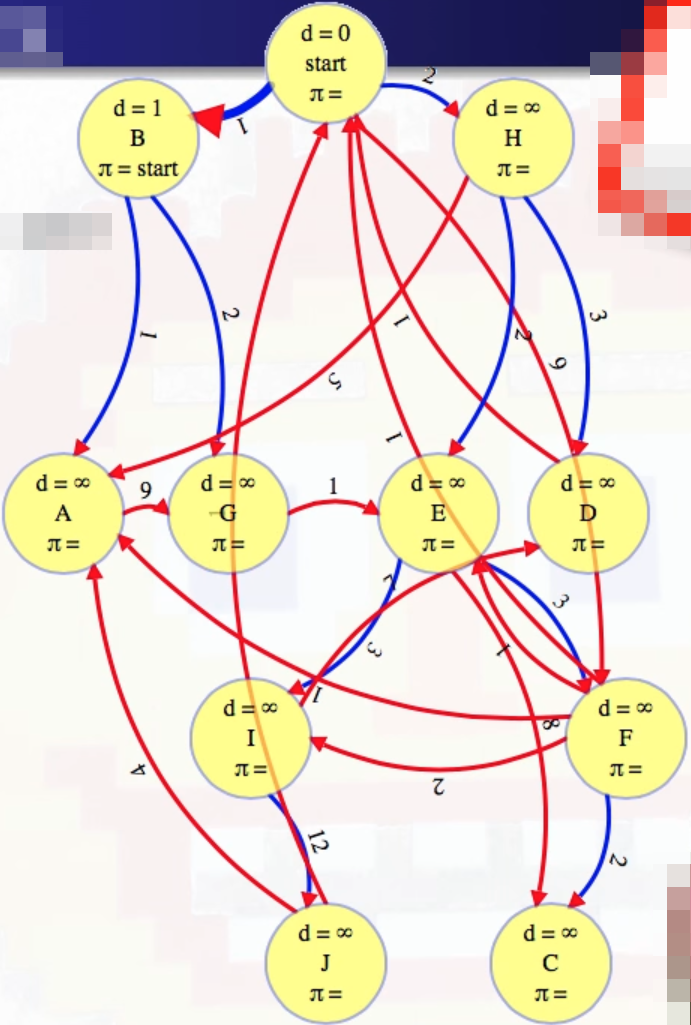 d = 0
start
π =
d = 1
B
π = start
d = ∞
H
π =
1
2
1
2
1
5
2
3
9
1
d = ∞
A
π =
9
d = ∞
G
π =
1
d = ∞
E
π =
d = ∞
D
π =
7
3
3
1
1
8
d = ∞
I
π =
d = ∞
F
π =
2
4
12
2
d = ∞
J
π =
d = ∞
C
π =